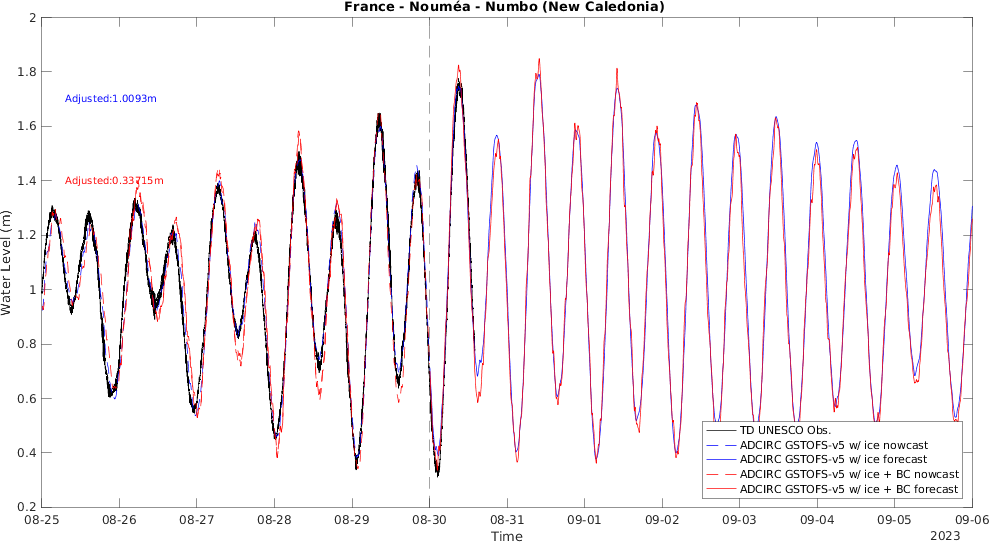 France - Nouméa - Numbo (New Caledonia)
2
1.8
Adjusted:1.0093m
1.6
1.4
Adjusted:0.33715m
1.2
Water Level (m)
1
0.8
0.6
0.4
0.2
TD UNESCO Obs.
ADCIRC GSTOFS-v5 w/ ice nowcast
ADCIRC GSTOFS-v5 w/ ice forecast
ADCIRC GSTOFS-v5 w/ ice + BC nowcast
ADCIRC GSTOFS-v5 w/ ice + BC forecast
08-25 08-26 08-27 08-28 08-29 08-30 08-31 09-01 09-02 09-03 09-04 09-05 09-06
Time
2023